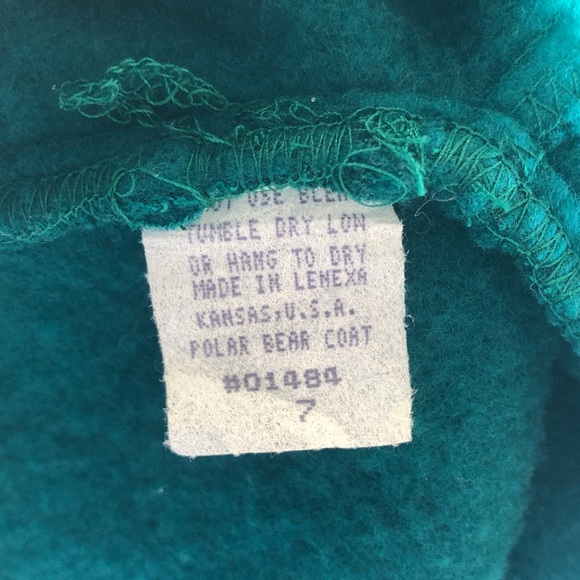 USE
TUMBLE DRY LOW
OR HANG TO DRY
MADE IN LENEXA
KANSAS,U.S.A.
POLAR BEAR COAT
#01484
7